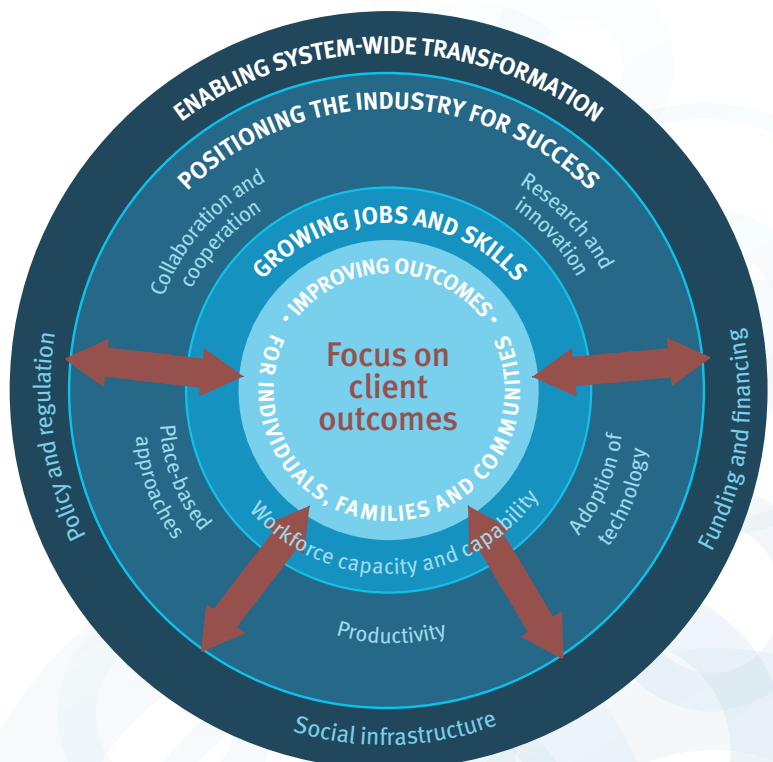 ENABLING SYSTEM-WIDE TRANSFORMATION
POSITIONING THE INDUSTRY FOR SUCCESS
Collaboration and
cooperation
Research and
innovation
GROWING JOBS AND SKILLS
• IMPROVING OUTCOMES •
FOR INDIVIDUALS, FAMILIES AND COMMUNITIES
Focus on
client
outcomes
Policy and regulation
Place-based
approaches
Adoption of
technology
Funding and financing
Workforce capacity and capability
Productivity
Social infrastructure